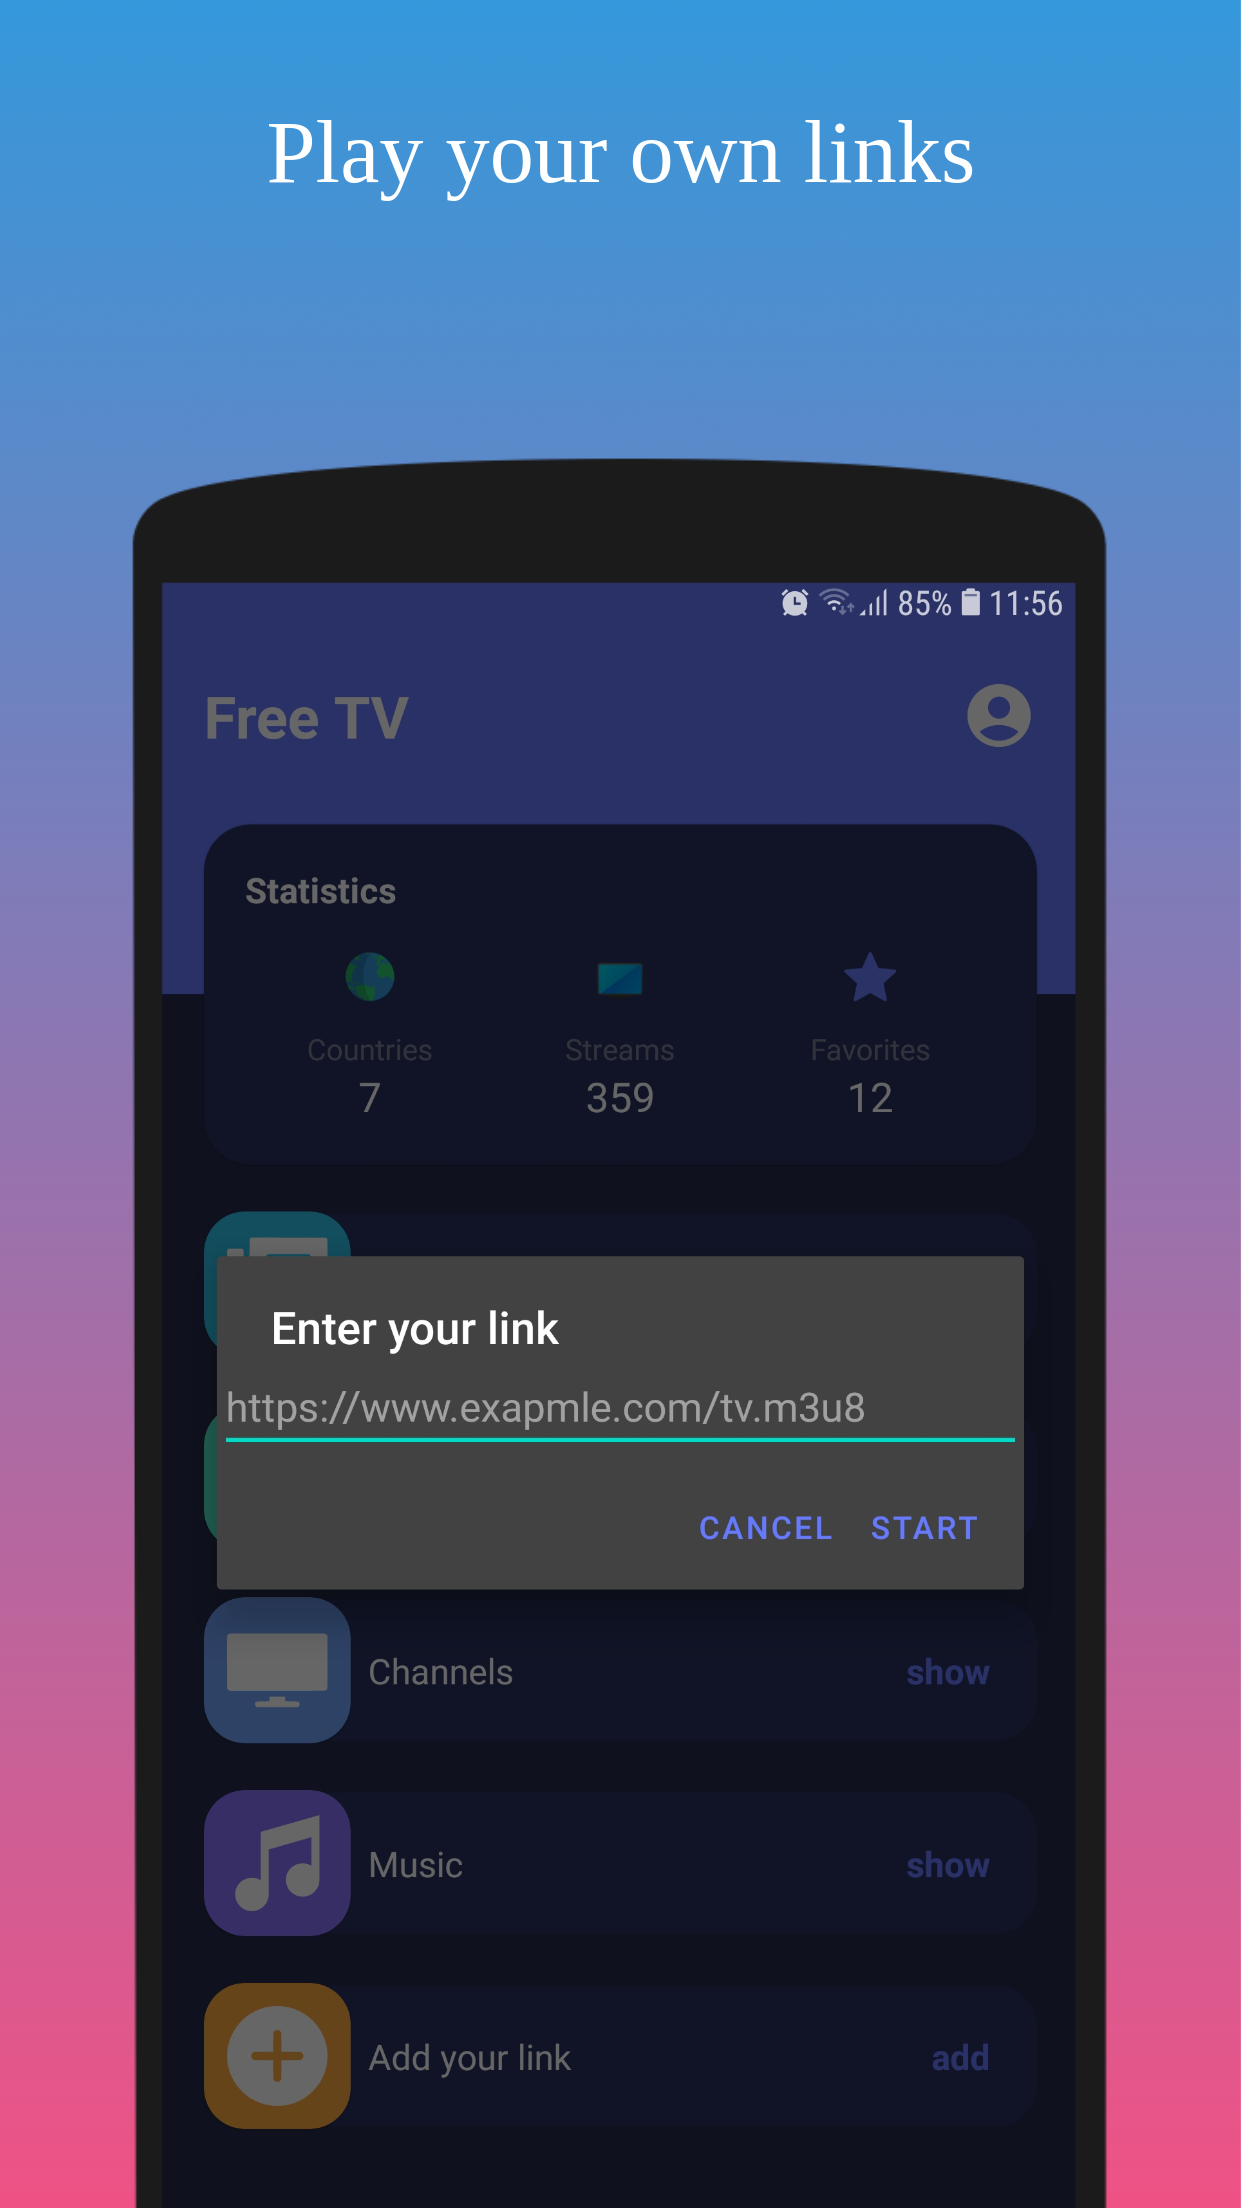 Play your own links
85% 11:56
Free TV
Statistics
Countries Streams Favorites
7 359 12
Enter your link
https://www.exapmle.com/tv.m3u8
CANCEL START
Channels show
Music show
Add your link add